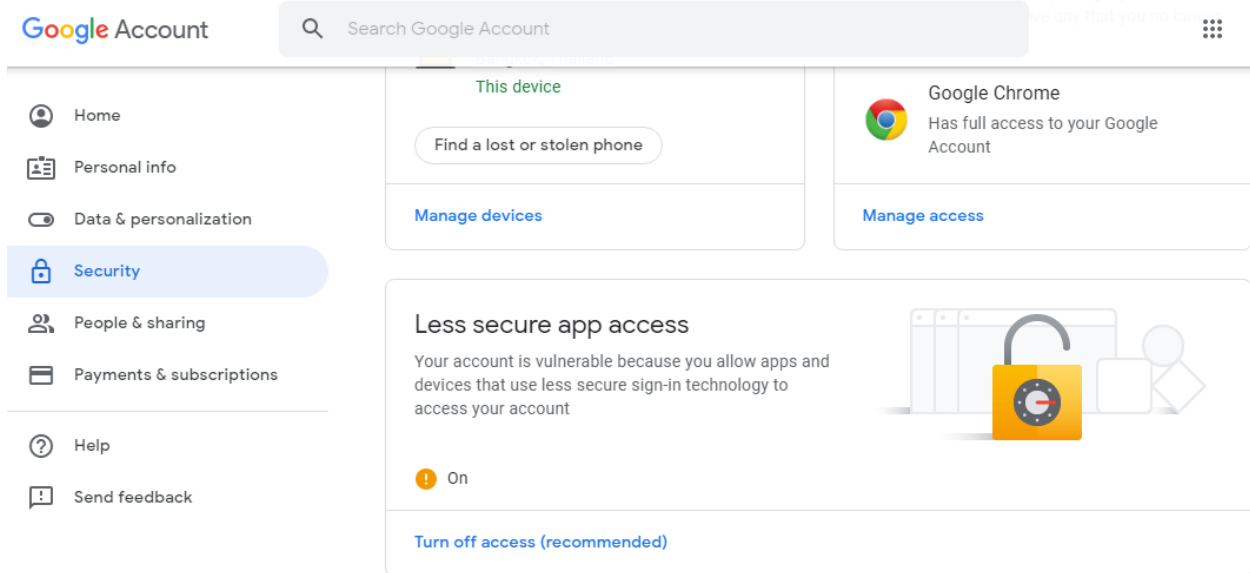 Google Account
Search Google Account
Home
Personal info
Data & personalization
Security
People & sharing
Payments & subscriptions
Help
Send feedback
This device
Find a lost or stolen phone
Manage devices
Google Chrome
Has full access to your Google
Account
Manage access
Less secure app access
Your account is vulnerable because you allow apps and
devices that use less secure sign-in technology to
access your account
On
Turn off access (recommended)